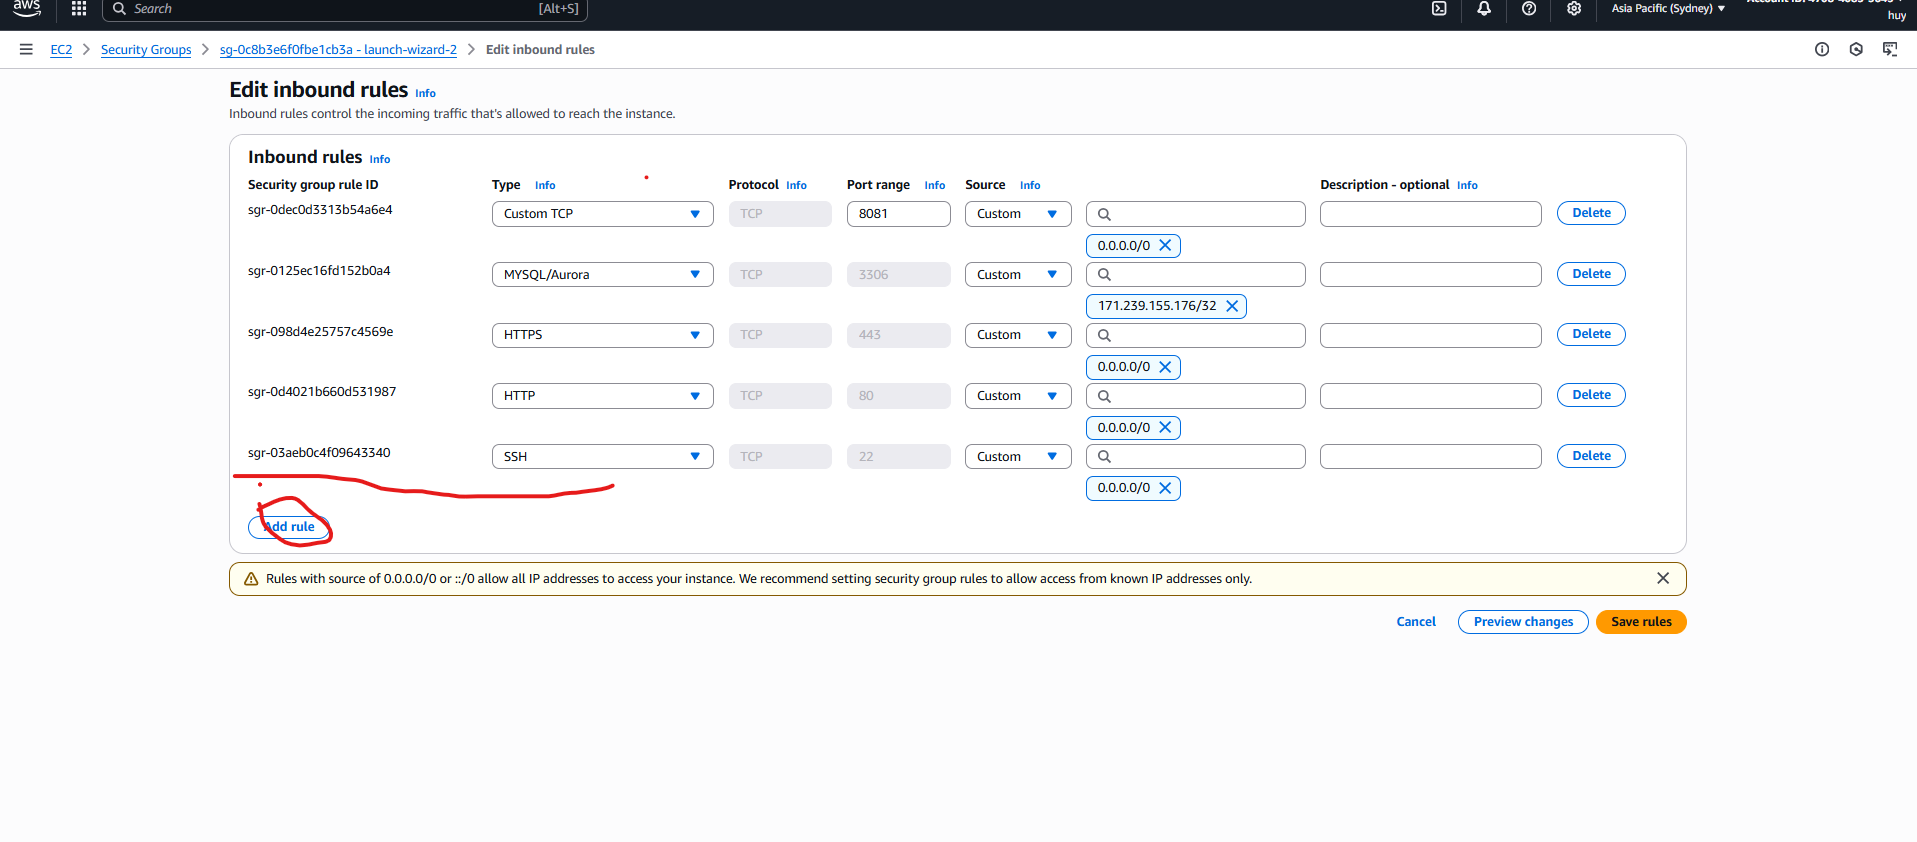 aws
Search
[Alt+S]
Asia Pacific (Sydney)
huy
EC2
Security Groups
sg-0c8b3e6f0fbe1cb3a - launch-wizard-2
Edit inbound rules
Edit inbound rules Info
Inbound rules control the incoming traffic that's allowed to reach the instance.
Inbound rules Info
Security group rule ID Type Info Protocol Info Port range Info Source Info Description - optional Info
sgr-0dec0d3313b54a6e4 Custom TCP TCP 8081 Custom Delete
0.0.0.0/0
sgr-0125ec16fd152b0a4 MYSQL/Aurora TCP 3306 Custom Delete
171.239.155.176/32
sgr-098d4e25757c4569e HTTPS TCP 443 Custom Delete
0.0.0.0/0
sgr-0d4021b660d531987 HTTP TCP 80 Custom Delete
0.0.0.0/0
sgr-03aeb0c4f09643340 SSH TCP 22 Custom Delete
0.0.0.0/0
Add rule
Rules with source of 0.0.0.0/0 or ::/0 allow all IP addresses to access your instance. We recommend setting security group rules to allow access from known IP addresses only.
Cancel Preview changes Save rules